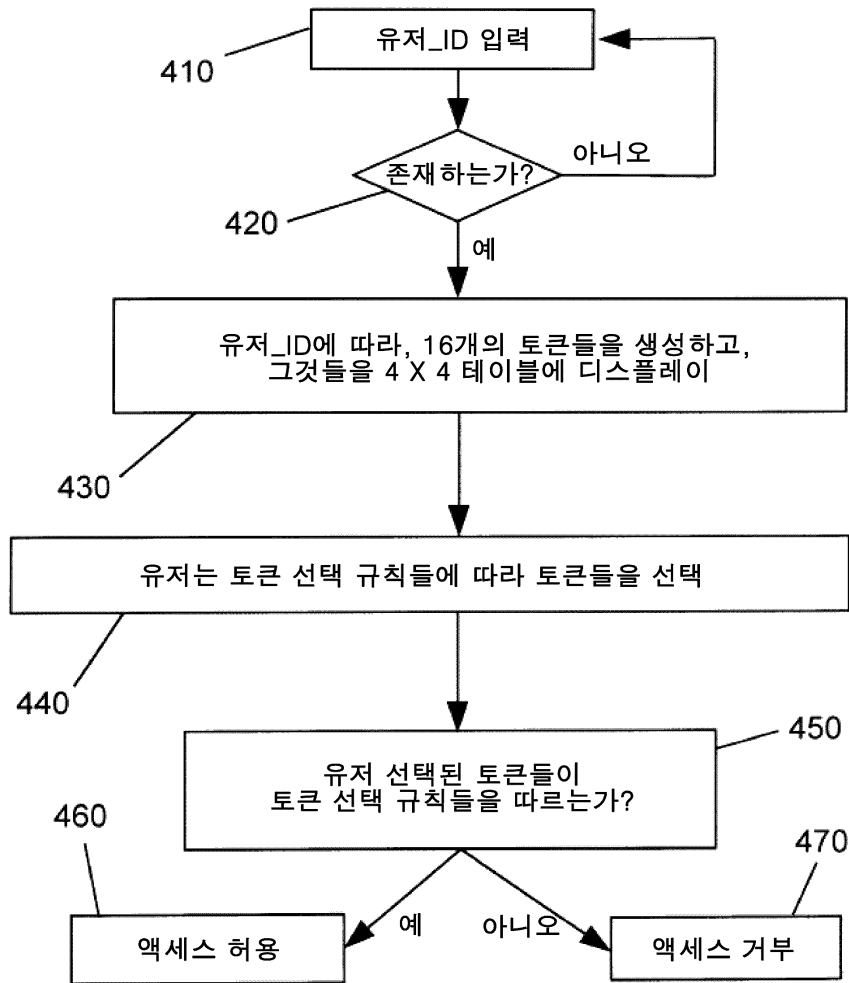 유저_ID 입력
410
존재하는가?
아니오
420
예
유저_ID에 따라, 16개의 토큰들을 생성하고,
그것들을 4 X 4 테이블에 디스플레이
430
유저는 토큰 선택 규칙들에 따라 토큰들을 선택
440
450
유저 선택된 토큰들이
토큰 선택 규칙들을 따르는가?
460
470
예
아니오
액세스 허용
액세스 거부